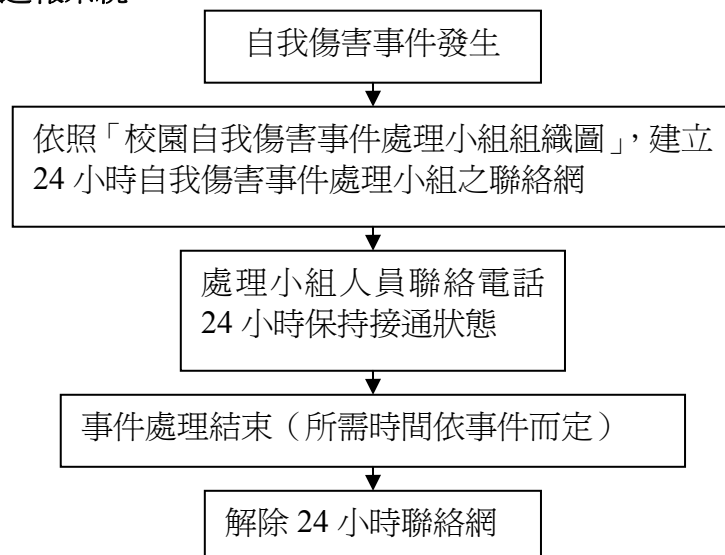 自我傷害事件發生
依照「校園自我傷害事件處理小組組織圖」，建立
24 小時自我傷害事件處理小組之聯絡網
處理小組人員聯絡電話
24 小時保持接通狀態
事件處理結束（所需時間依事件而定）
解除 24 小時聯絡網